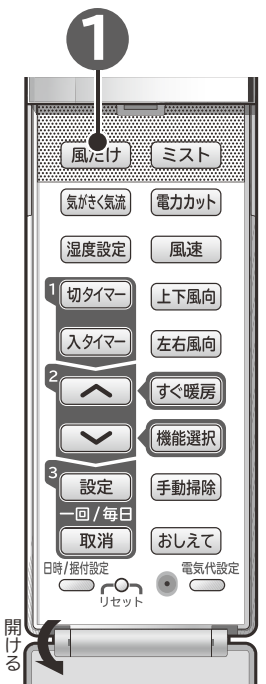 1
風だけ ミスト
気がきく気流 電力カット
湿度設定 風速
1 切タイマー 上下風向
入タイマー 左右風向
2 すぐ暖房
機能選択
3 設定 手動掃除
一回/毎日
取消 おしえて
日時/据付設定 電気代設定
リセット
開ける